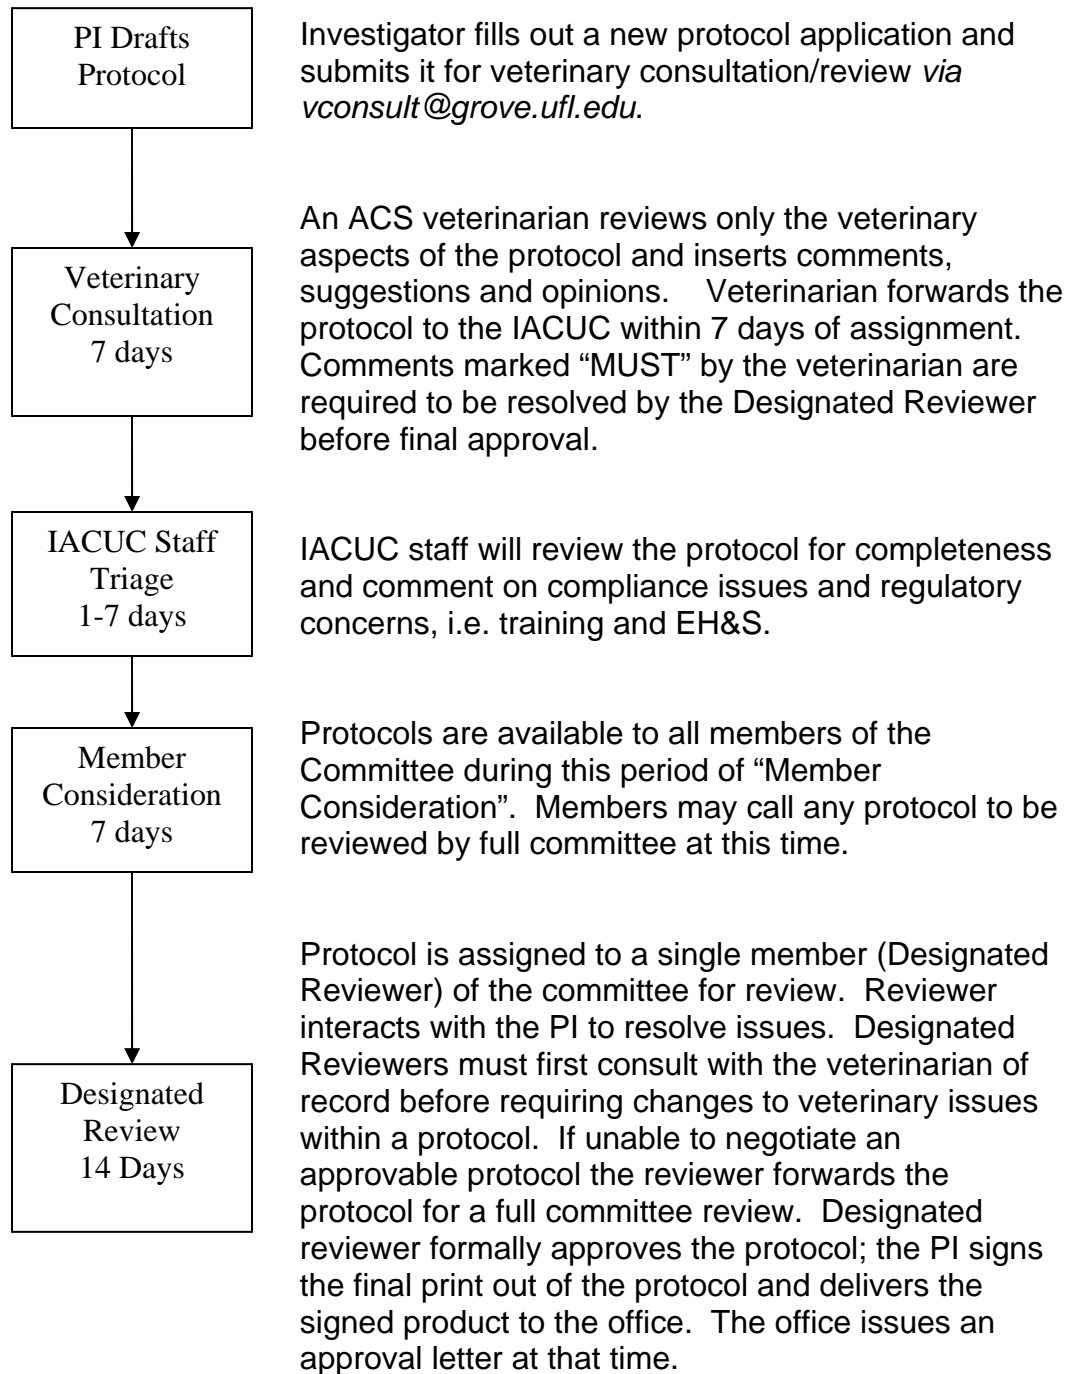 PI Drafts
Protocol
Investigator fills out a new protocol application and
submits it for veterinary consultation/review via
vconsult@grove.ufl.edu.
Veterinary
Consultation
7 days
An ACS veterinarian reviews only the veterinary
aspects of the protocol and inserts comments,
suggestions and opinions.    Veterinarian forwards the
protocol to the IACUC within 7 days of assignment.
Comments marked “MUST” by the veterinarian are
required to be resolved by the Designated Reviewer
before final approval.
IACUC Staff
Triage
1-7 days
IACUC staff will review the protocol for completeness
and comment on compliance issues and regulatory
concerns, i.e. training and EH&S.
Member
Consideration
7 days
Protocols are available to all members of the
Committee during this period of “Member
Consideration”.  Members may call any protocol to be
reviewed by full committee at this time.
Designated
Review
14 Days
Protocol is assigned to a single member (Designated
Reviewer) of the committee for review.  Reviewer
interacts with the PI to resolve issues.  Designated
Reviewers must first consult with the veterinarian of
record before requiring changes to veterinary issues
within a protocol.  If unable to negotiate an
approvable protocol the reviewer forwards the
protocol for a full committee review.  Designated
reviewer formally approves the protocol; the PI signs
the final print out of the protocol and delivers the
signed product to the office.  The office issues an
approval letter at that time.